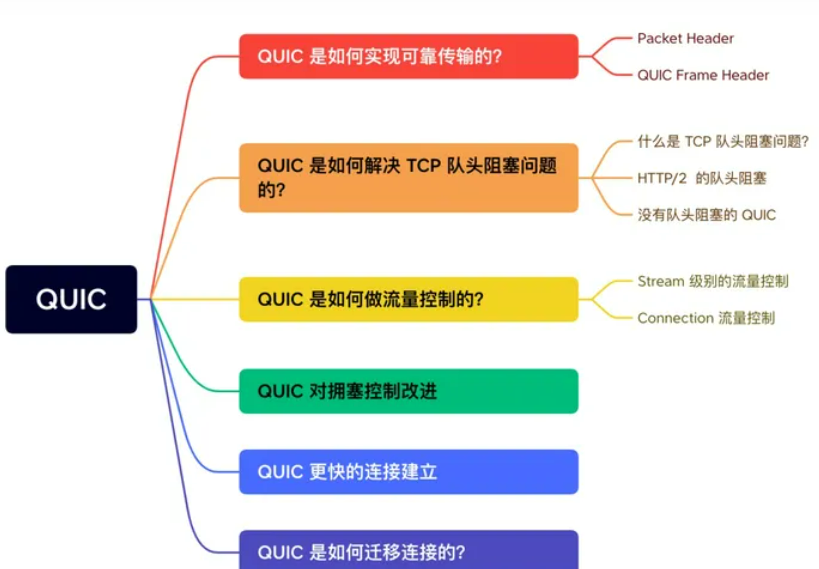 QUIC
QUIC 是如何实现可靠传输的?
Packet Header
QUIC Frame Header
QUIC 是如何解决 TCP 队头阻塞问题
的?
什么是 TCP 队头阻塞问题?
HTTP/2 的队头阻塞
没有队头阻塞的 QUIC
QUIC 是如何做流量控制的?
Stream 级别的流量控制
Connection 流量控制
QUIC 对拥塞控制改进
QUIC 更快的连接建立
QUIC 是如何迁移连接的?